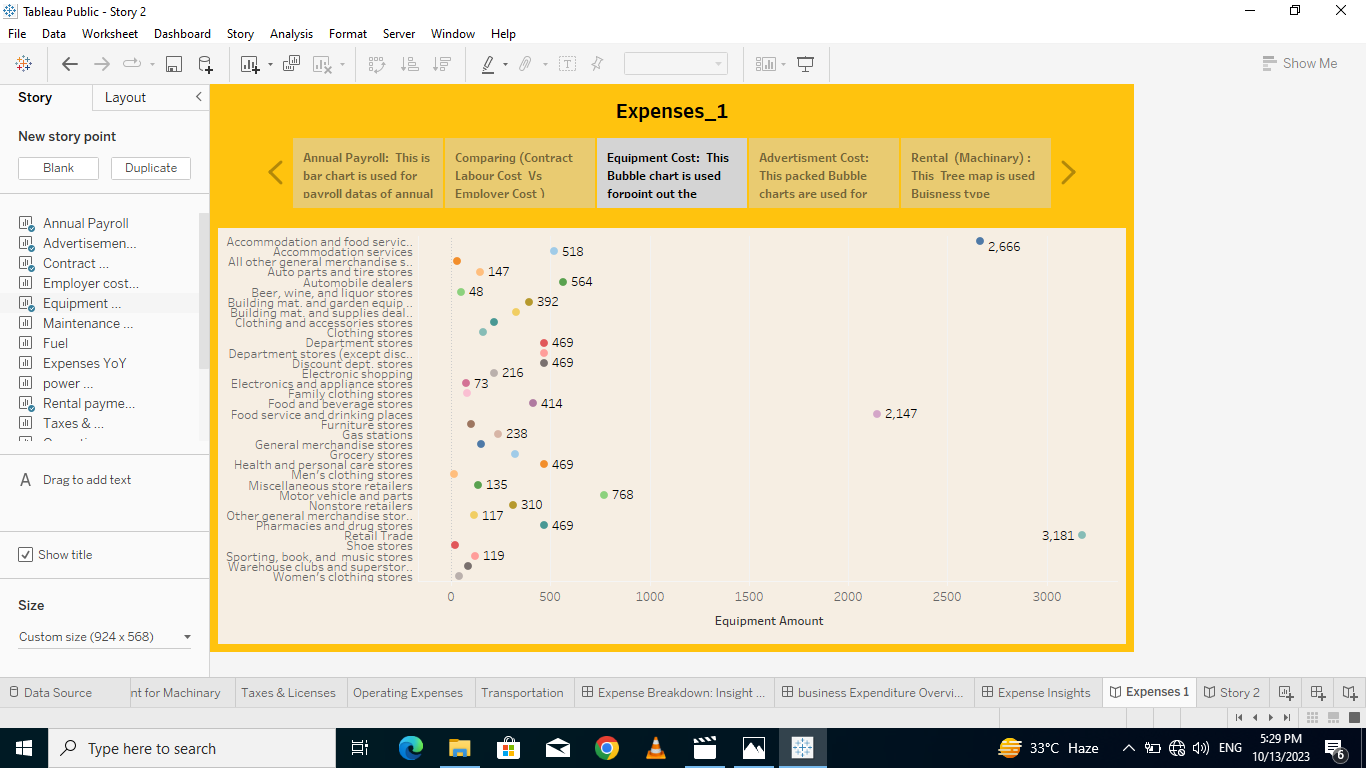 Tableau Public - Story 2
File Data Worksheet Dashboard Story Analysis Format Server Window Help
Show Me
Story Layout
New story point
Blank Duplicate
Annual Payroll
Advertisemen...
Contract ...
Employer cost...
Equipment ...
Maintenance ...
Fuel
Expenses YoY
power ...
Rental payme...
Taxes & ...
Drag to add text
Show title
Size
Custom size (924 x 568)
Expenses_1
Annual Payroll: This is
bar chart is used for
payroll datas of annual
Comparing (Contract
Labour Cost Vs
Employer Cost )
Equipment Cost: This
Bubble chart is used
forpoint out the
Advertisment Cost:
This packed Bubble
charts are used for
Rental (Machinary) :
This Tree map is used
Buisness type
Accommodation and food servic.. 2,666
Accommodation services 518
All other general merchandise s..
Auto parts and tire stores 147
Automobile dealers 564
Beer, wine, and liquor stores 48
Building mat. and garden equip .. 392
Building mat. and supplies deal..
Clothing and accessories stores
Clothing stores
Department stores 469
Department stores (except disc..
Discount dept. stores 469
Electronic shopping 216
Electronics and appliance stores 73
Family clothing stores
Food and beverage stores 414
Food service and drinking places 2,147
Furniture stores
Gas stations 238
General merchandise stores
Grocery stores
Health and personal care stores 469
Men's clothing stores
Miscellaneous store retailers 135
Motor vehicle and parts 768
Nonstore retailers 310
Other general merchandise stor.. 117
Pharmacies and drug stores 469
Retail Trade 3,181
Shoe stores
Sporting, book, and music stores 119
Warehouse clubs and superstor..
Women's clothing stores
0 500 1000 1500 2000 2500 3000
Equipment Amount
Data Source nt for Machinary Taxes & Licenses Operating Expenses Transportation Expense Breakdown: Insight ... business Expenditure Overvi... Expense Insights Expenses 1 Story 2
Type here to search
33°C Haze
ENG
5:29 PM
10/13/2023
6